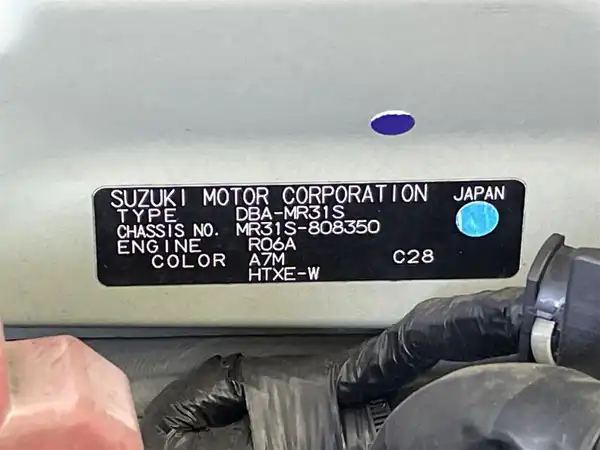 SUZUKI MOTOR CORPORATION JAPAN
TYPE DBA-MR31S
CHASSIS NO. MR31S-808350
ENGINE R06A
COLOR A7M C28
HTXE-W